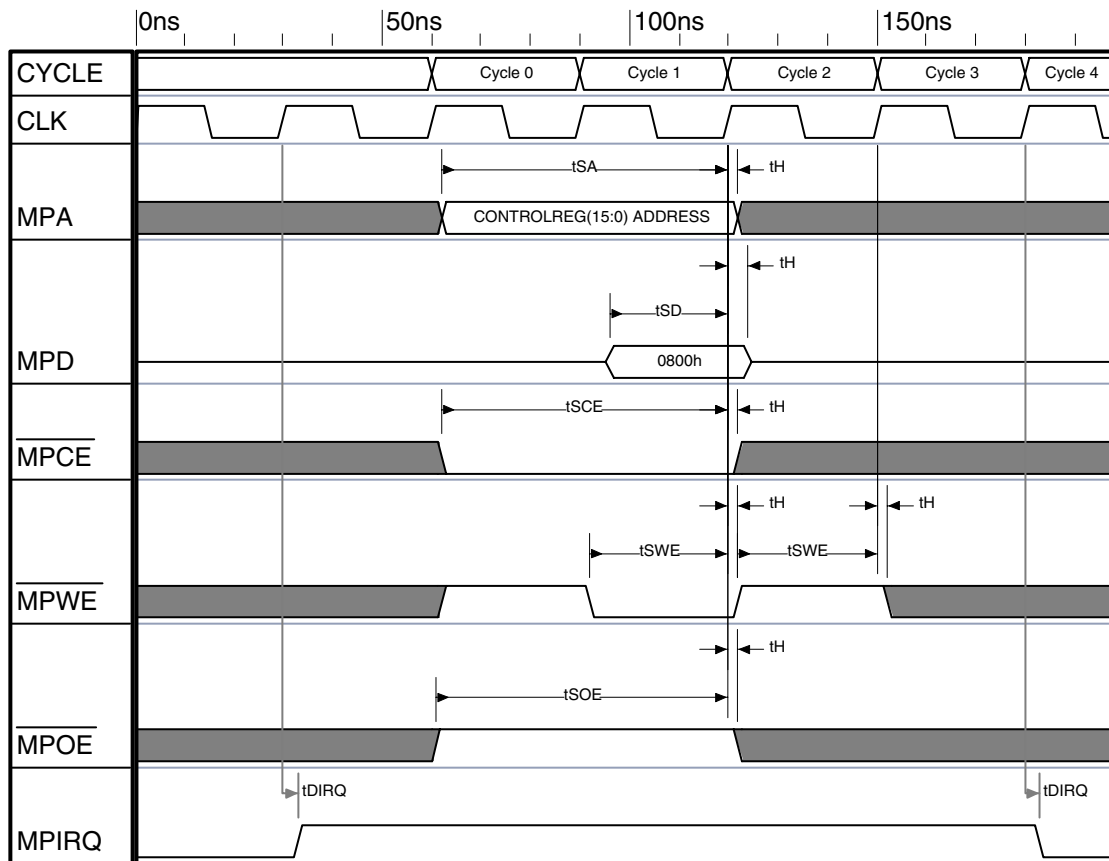 0ns 50ns 100ns 150ns
CYCLE Cycle 0 Cycle 1 Cycle 2 Cycle 3 Cycle 4
CLK
tSA tH
MPA CONTROLREG(15:0) ADDRESS
tH
tSD
MPD 0800h
tSCE tH
MPCE
tH tH
tSWE tSWE
MPWE
tH
tSOE
MPOE
tDIRQ tDIRQ
MPIRQ